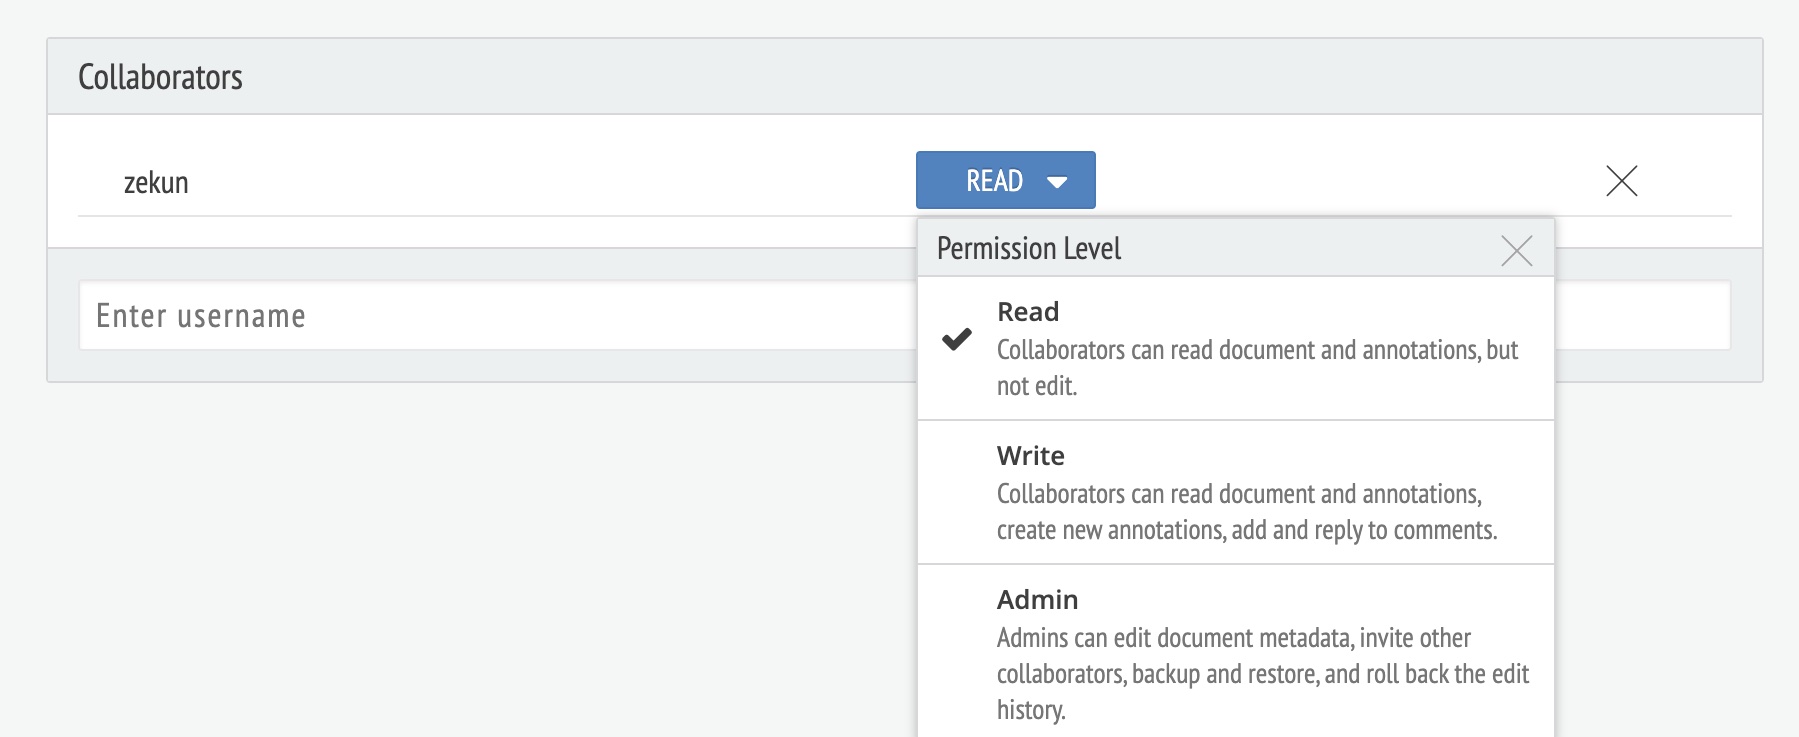 Collaborators
zekun
READ
Enter username
Permission Level
Read
Collaborators can read document and annotations, but
not edit.
Write
Collaborators can read document and annotations,
create new annotations, add and reply to comments.
Admin
Admins can edit document metadata, invite other
collaborators, backup and restore, and roll back the edit
history.